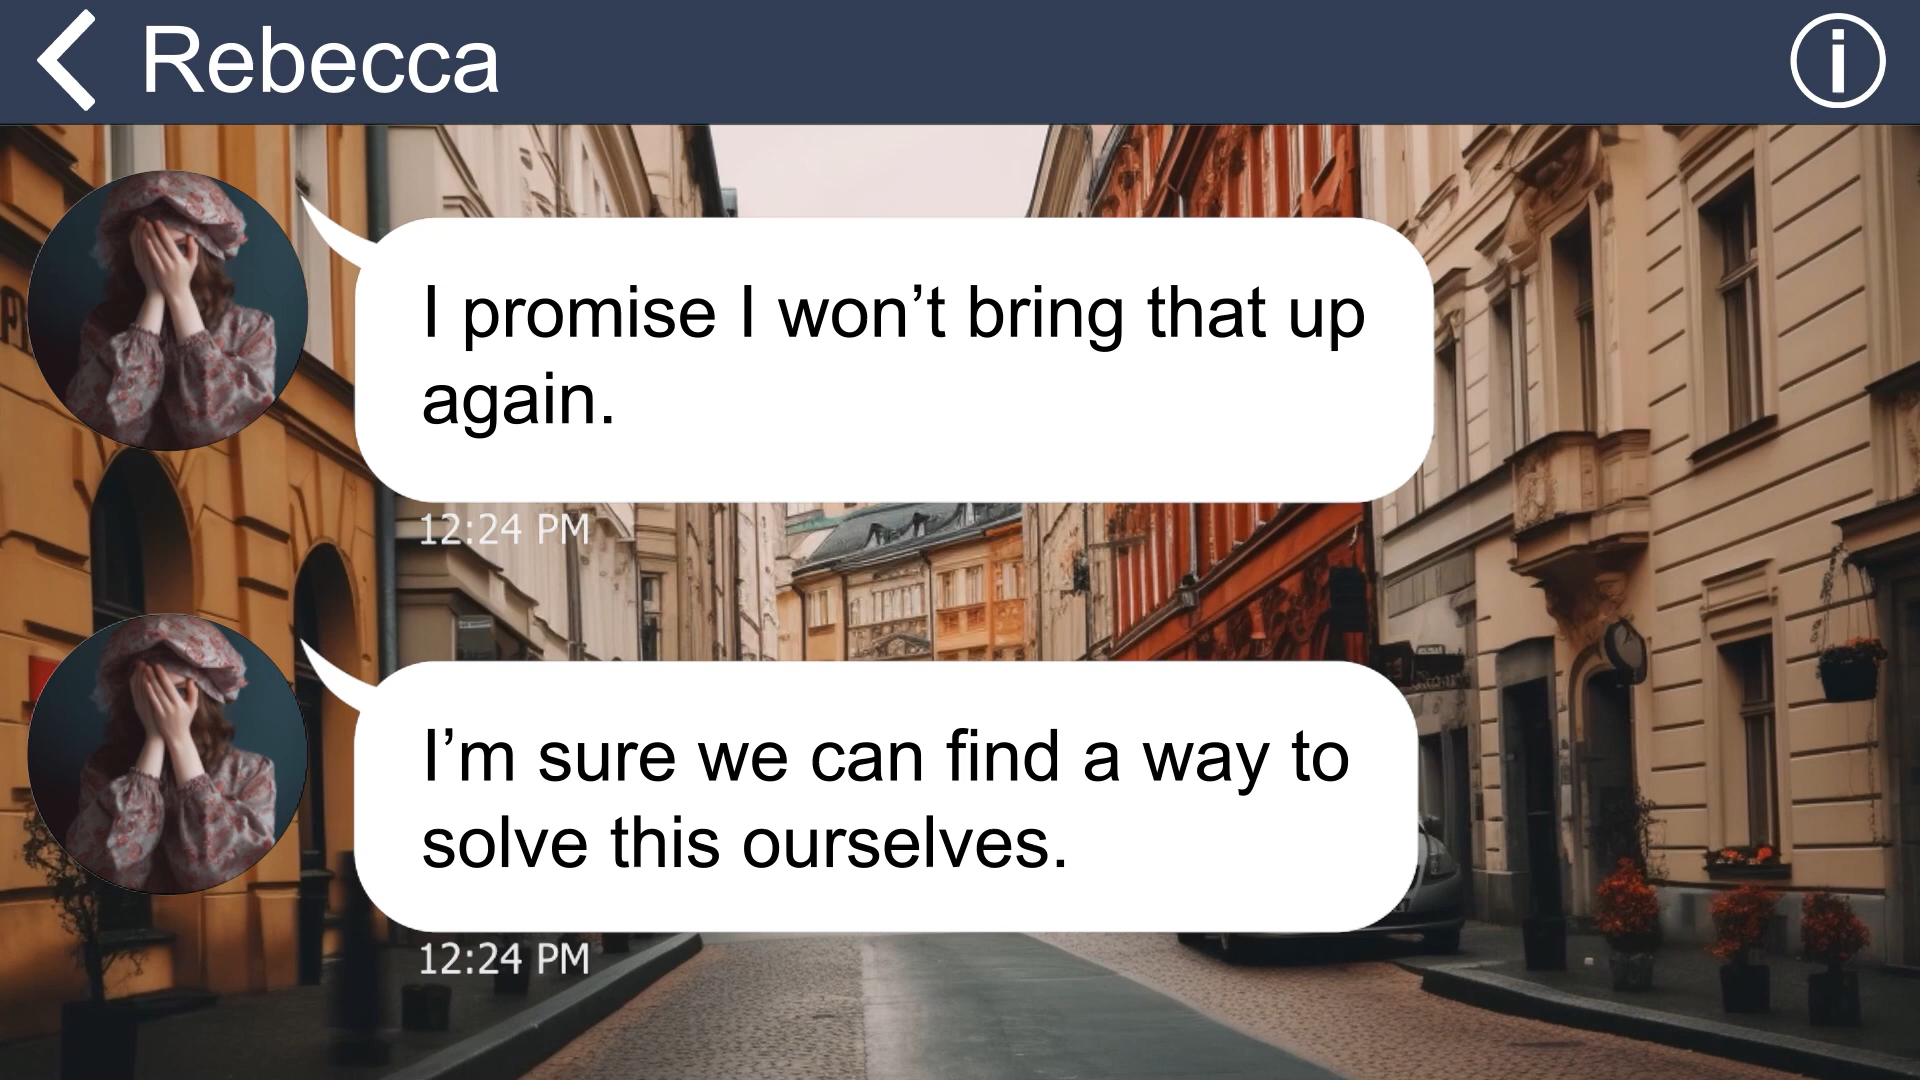 Rebecca
I promise I won’t bring that up
again.
12:24 PM
I’m sure we can find a way to
solve this ourselves.
12:24 PM